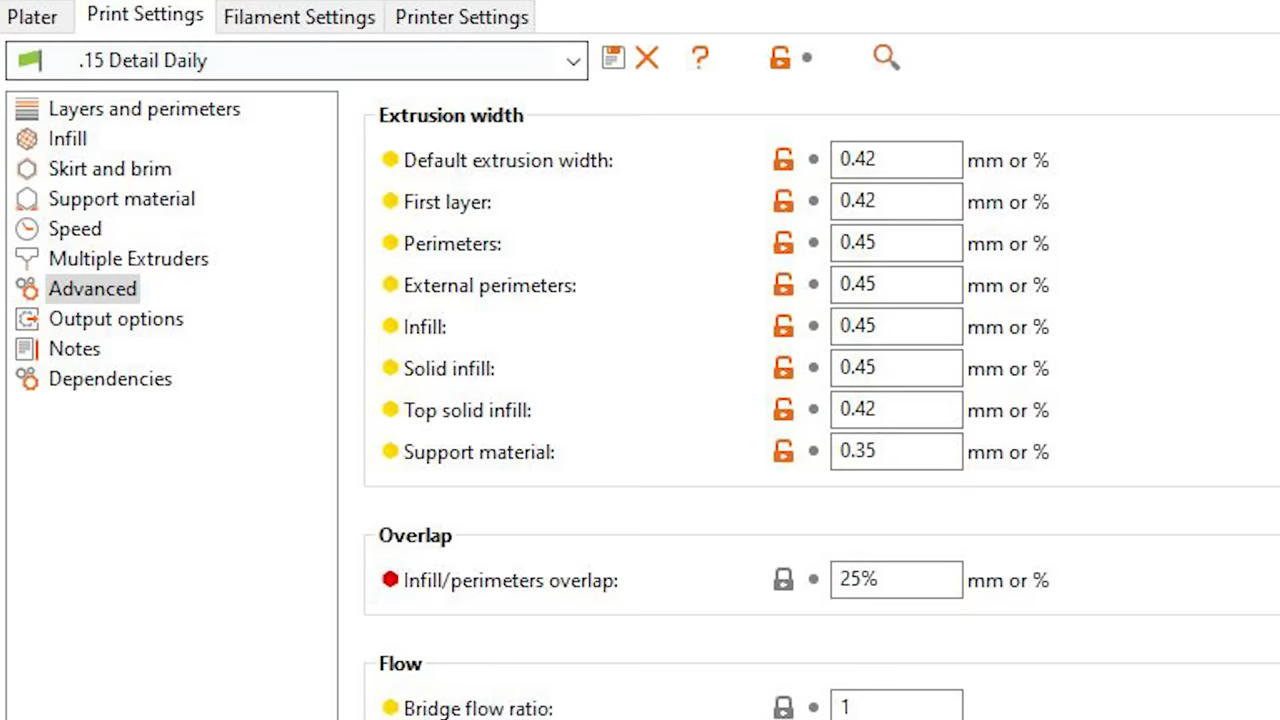 Plater Print Settings Filament Settings Printer Settings
.15 Detail Daily ?
Layers and perimeters
Infill
Skirt and brim
Support material
Speed
Multiple Extruders
Advanced
Output options
Notes
Dependencies
Extrusion width
Default extrusion width: 0.42 mm or %
First layer: 0.42 mm or %
Perimeters: 0.45 mm or %
External perimeters: 0.45 mm or %
Infill: 0.45 mm or %
Solid infill: 0.45 mm or %
Top solid infill: 0.42 mm or %
Support material: 0.35 mm or %
Overlap
Infill/perimeters overlap: 25% mm or %
Flow
Bridge flow ratio: 1